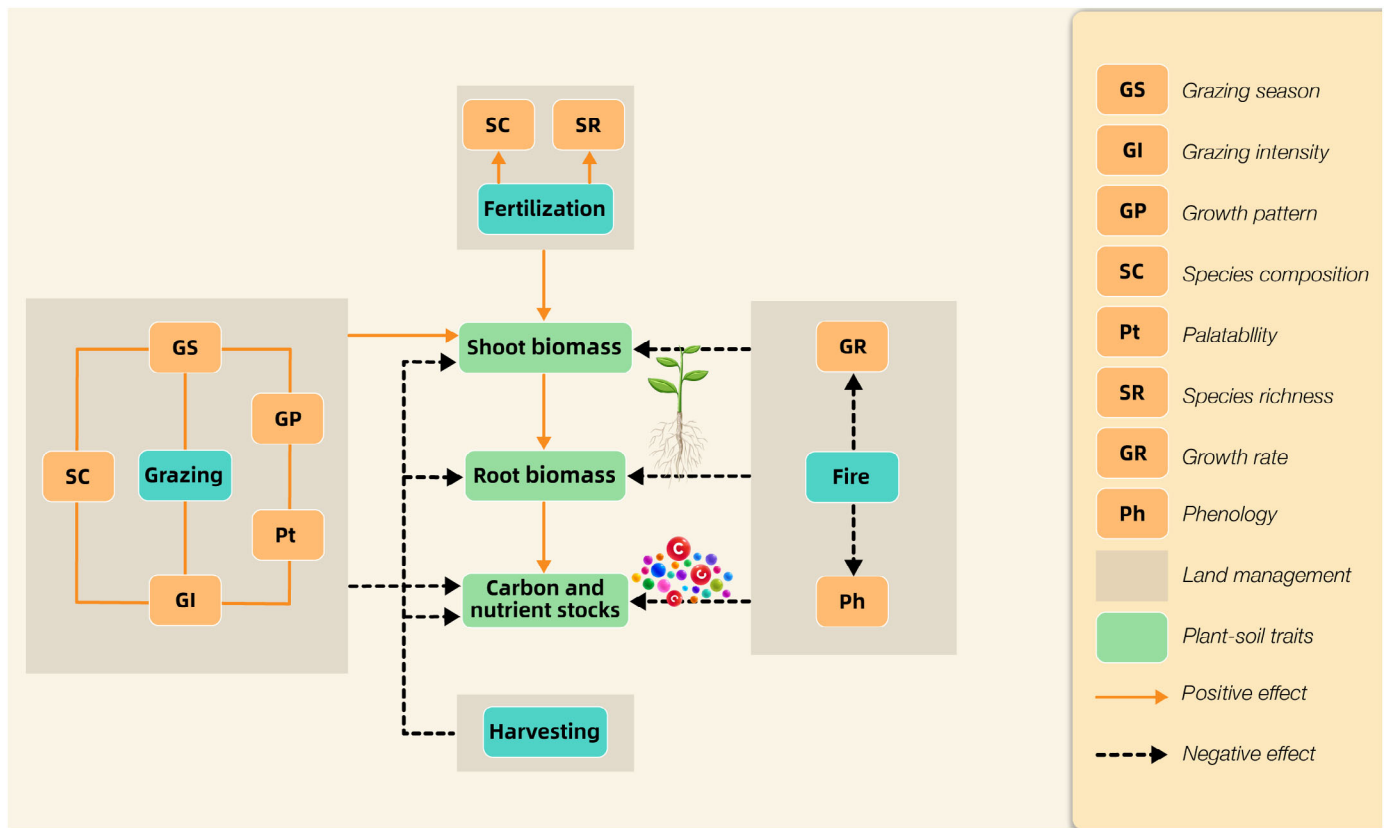 SC
SR
Fertilization
GS
GP
SC
Grazing
Pt
GI
Shoot biomass
Root biomass
Carbon and
nutrient stocks
C
C
C
Harvesting
GR
Fire
Ph
GS Grazing season
GI Grazing intensity
GP Growth pattern
SC Species composition
Pt Palatabllity
SR Species richness
GR Growth rate
Ph Phenology
Land management
Plant-soil traits
Positive effect
Negative effect